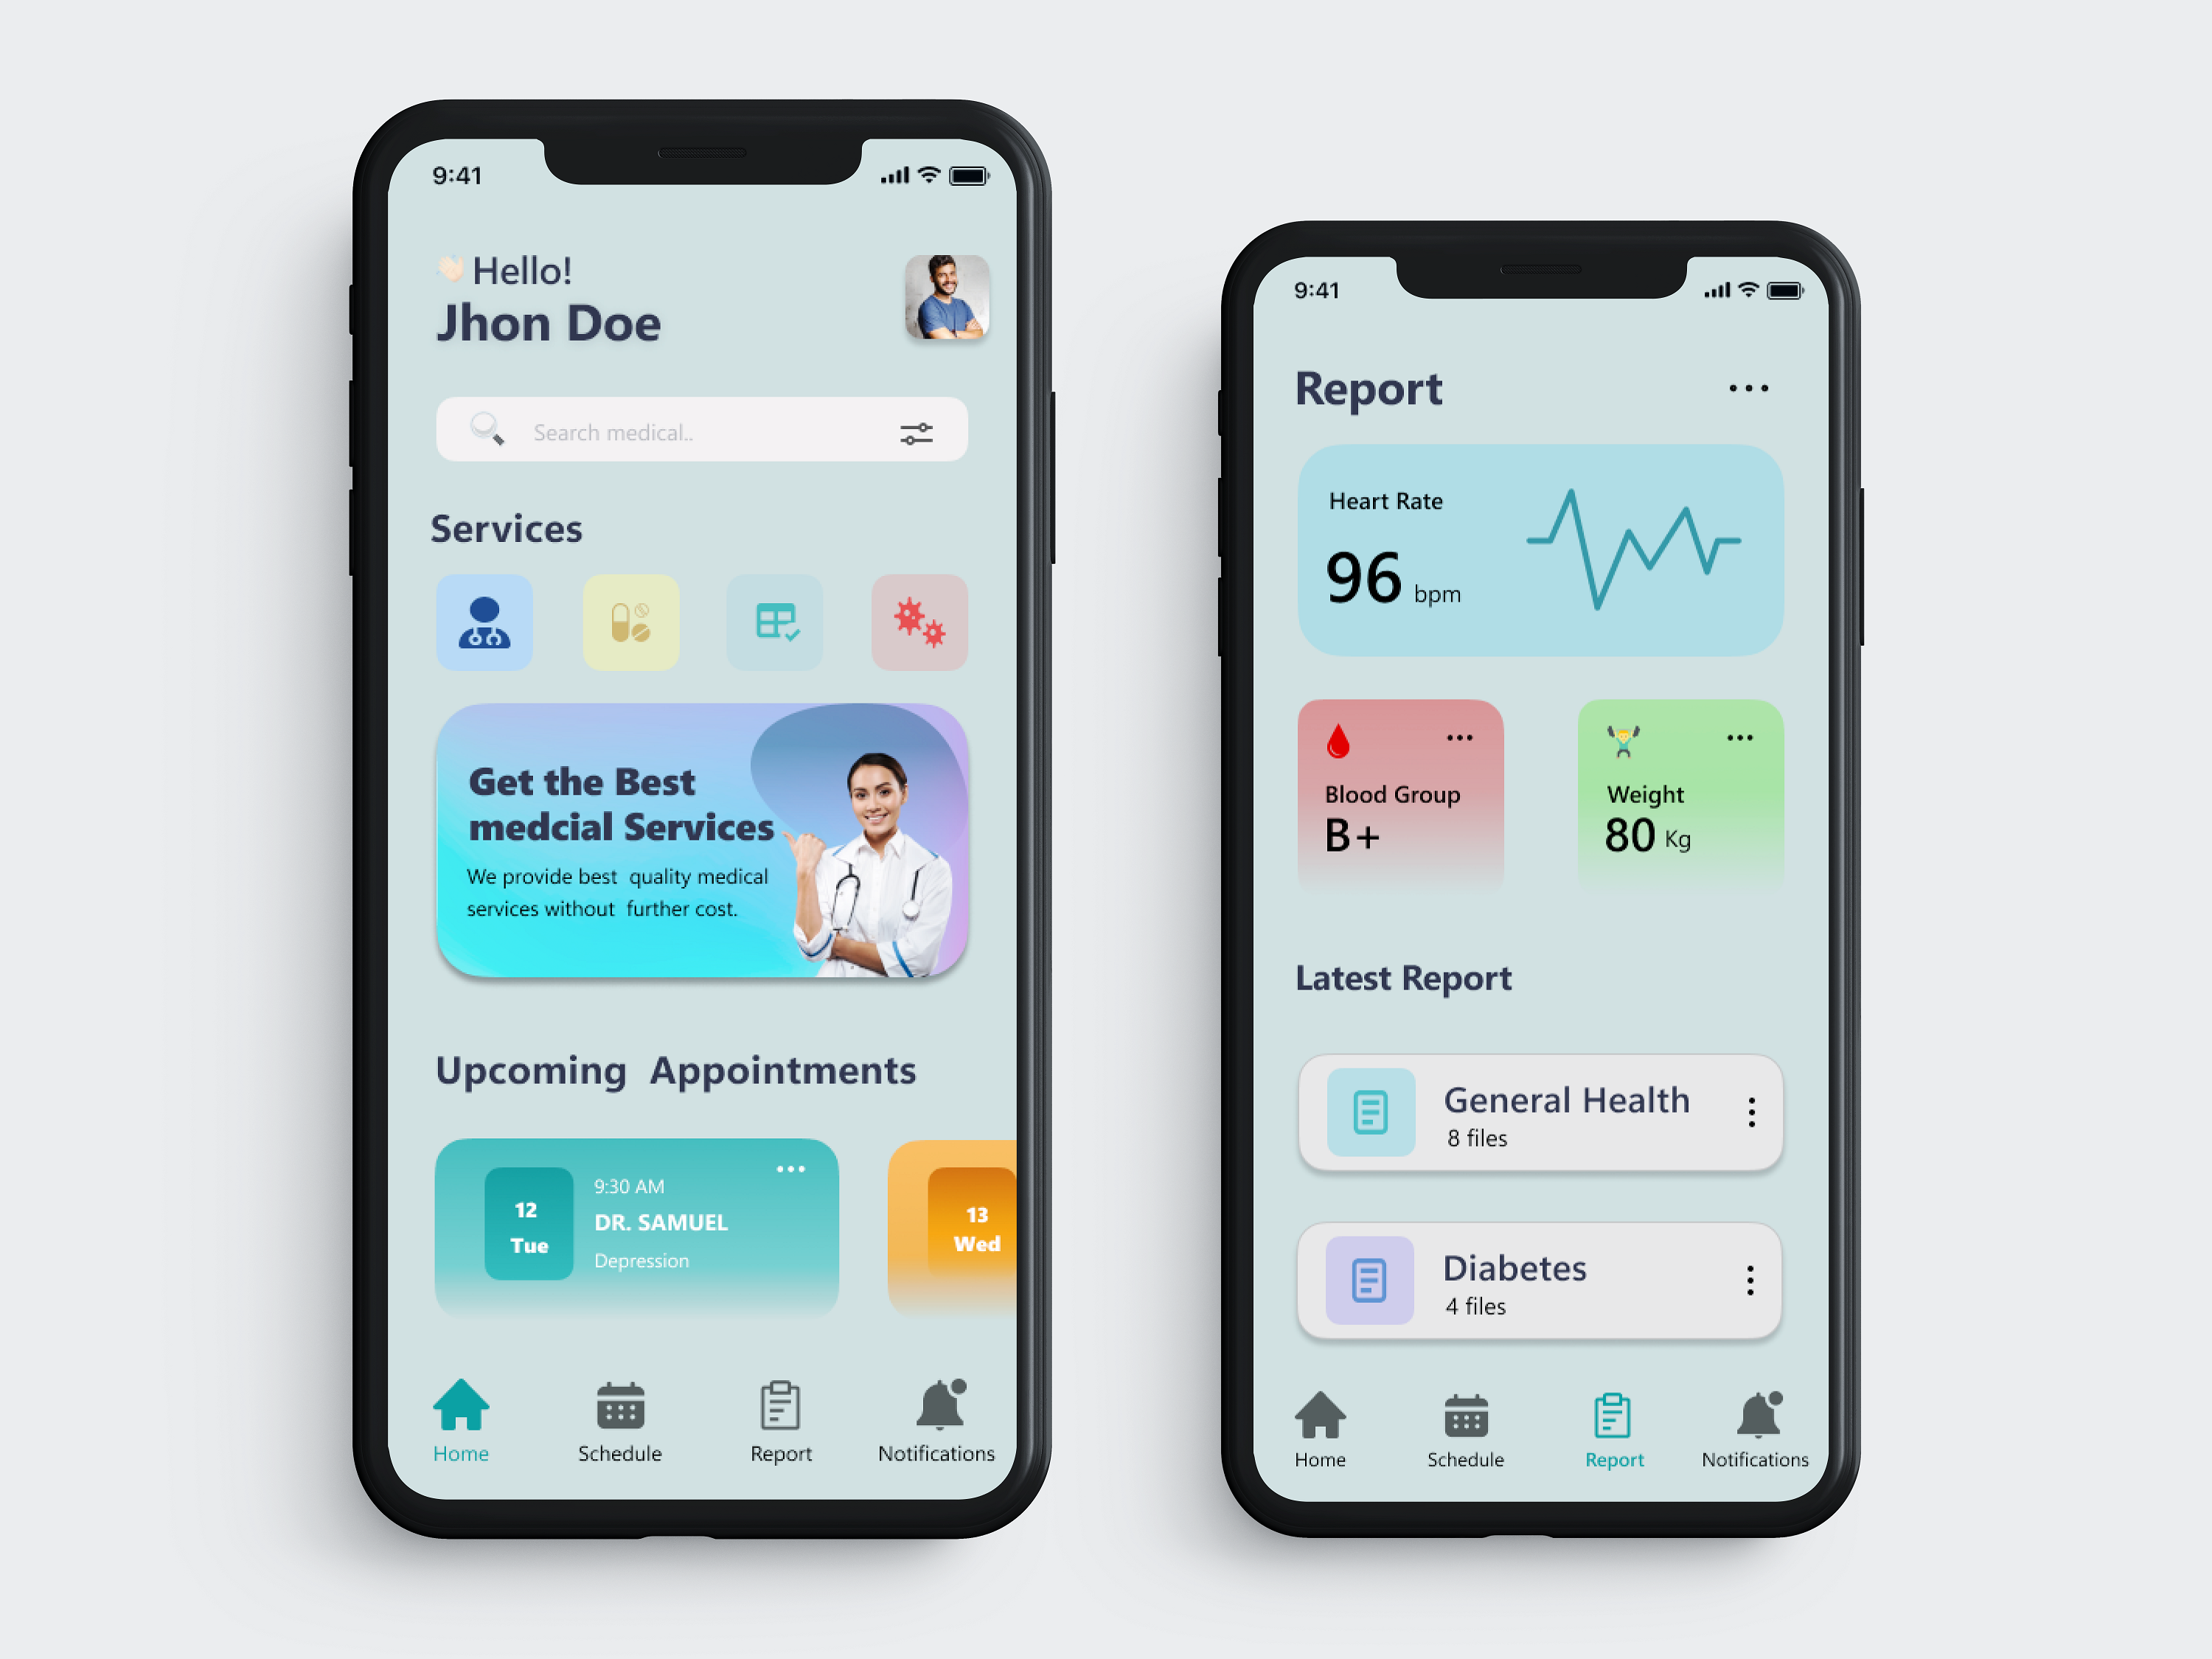 9:41
Hello!
Jhon Doe
Search medical..
Services
Get the Best
medcial Services
We provide best quality medical
services without further cost.
Upcoming Appointments
12
Tue
9:30 AM
DR. SAMUEL
Depression
13
Wed
Home
Schedule
Report
Notifications
9:41
Report
Heart Rate
96 bpm
Blood Group
B+
Weight
80 Kg
Latest Report
General Health
8 files
Diabetes
4 files
Home
Schedule
Report
Notifications